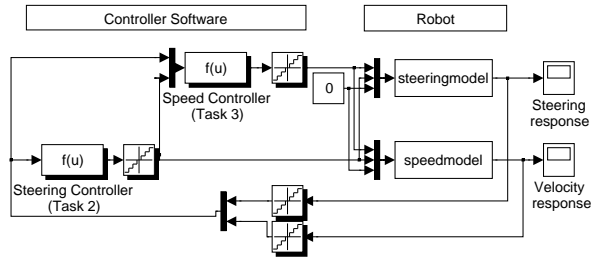 Controller Software
Robot
f(u)
Speed Controller
(Task 3)
0
steeringmodel
Steering
response
f(u)
Steering Controller
(Task 2)
speedmodel
Velocity
response